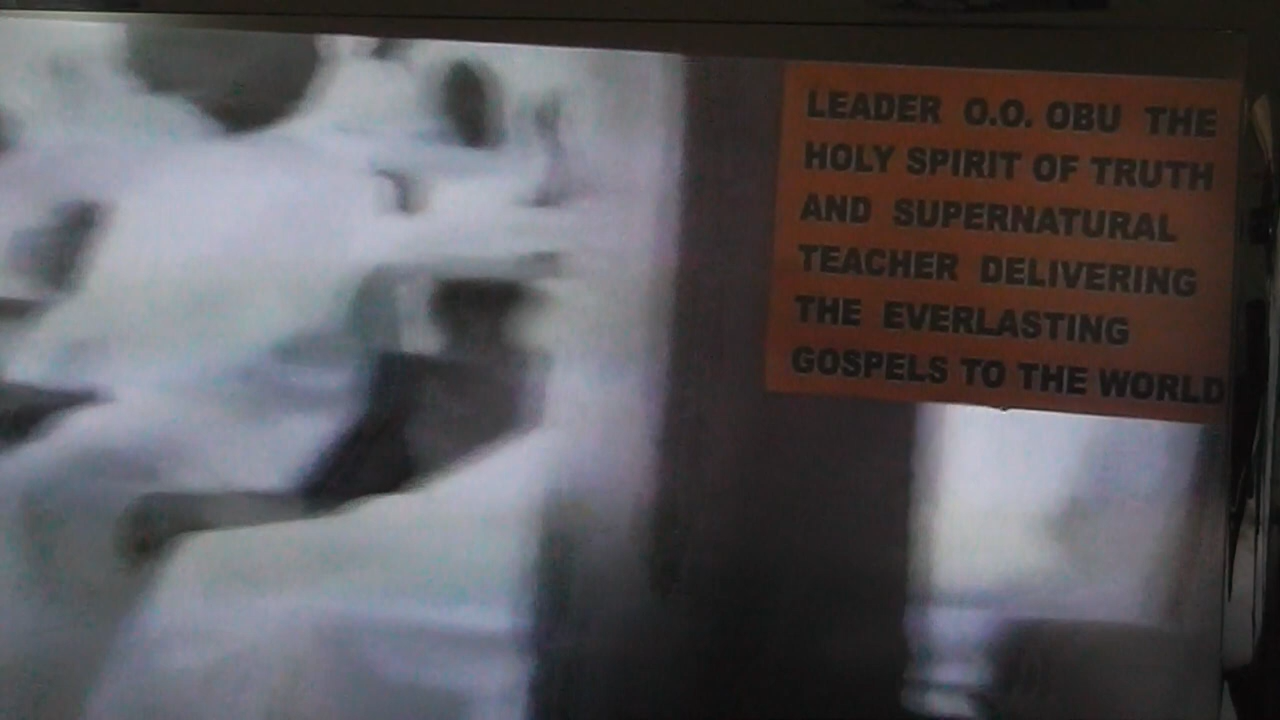 LEADER O.O. OBU THE
HOLY SPIRIT OF TRUTH
AND SUPERNATURAL
TEACHER DELIVERING
THE EVERLASTING
GOSPELS TO THE WORLD